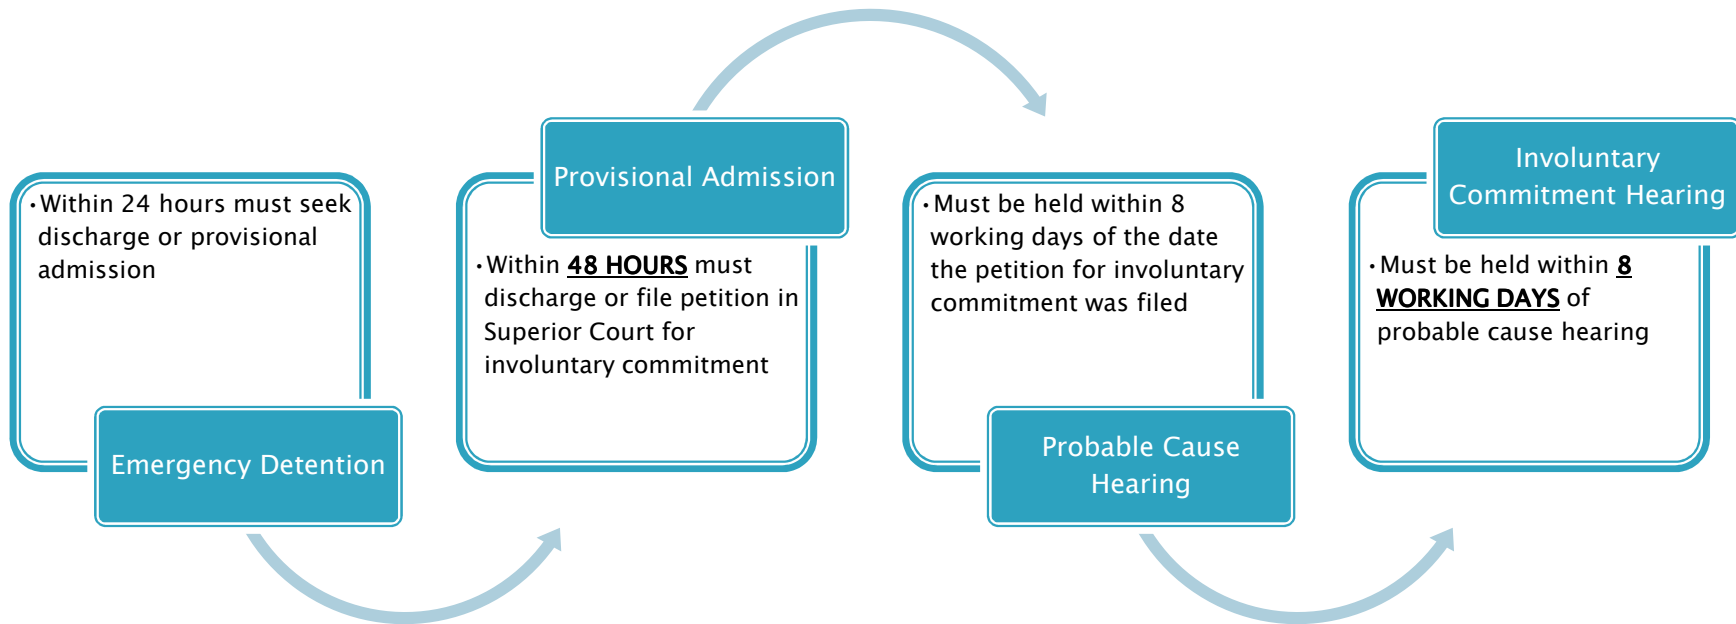 ·Within 24 hours must seek
discharge or provisional
admission
Emergency Detention
Provisional Admission
·Within 48 HOURS must
discharge or file petition in
Superior Court for
involuntary commitment
·Must be held within 8
working days of the date
the petition for involuntary
commitment was filed
Probable Cause
Hearing
Involuntary
Commitment Hearing
·Must be held within 8
WORKING DAYS of
probable cause hearing